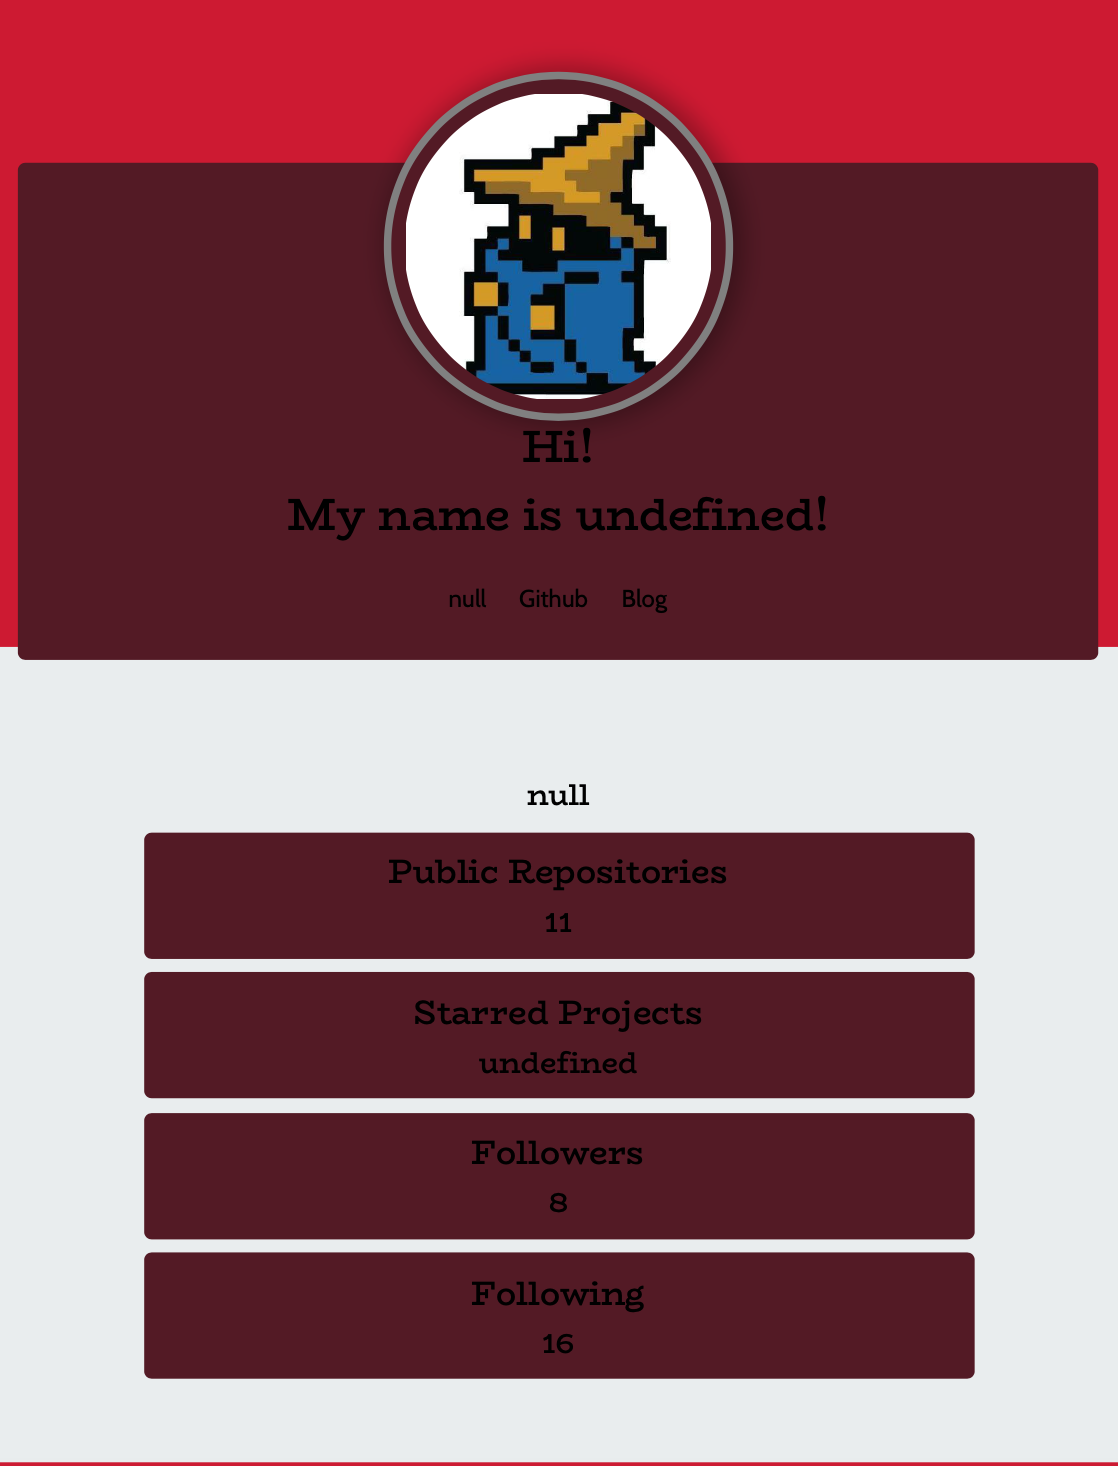 Hi!
My name is undefined!
null Github Blog
null
Public Repositories
11
Starred Projects
undefined
Followers
8
Following
16